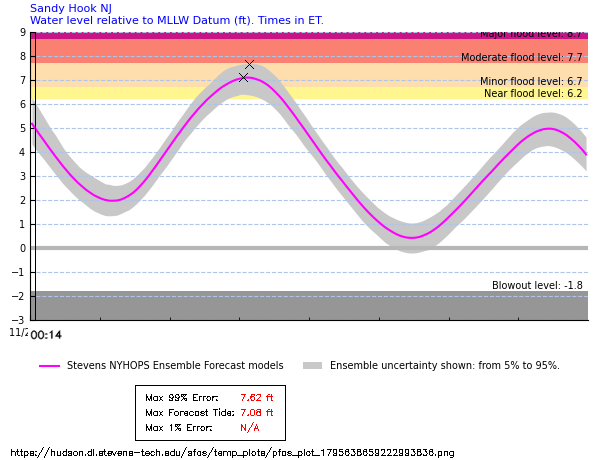 Sandy Hook NJ
Water level relative to MLLW Datum (ft). Times in ET.
9
Major flood level: 8.7
8
Moderate flood level: 7.7
7
Minor flood level: 6.7
Near flood level: 6.2
6
5
4
3
2
1
0
−1
Blowout level: -1.8
−2
−3
11/2
00:14
Stevens NYHOPS Ensemble Forecast models
Ensemble uncertainty shown: from 5% to 95%.
Max 99% Error: 7.62 ft
Max Forecast Tide: 7.08 ft
Max 1% Error: N/A
https://hudson.dl.stevens-tech.edu/sfas/temp_plots/pfas_plot_1795638659222993836.png